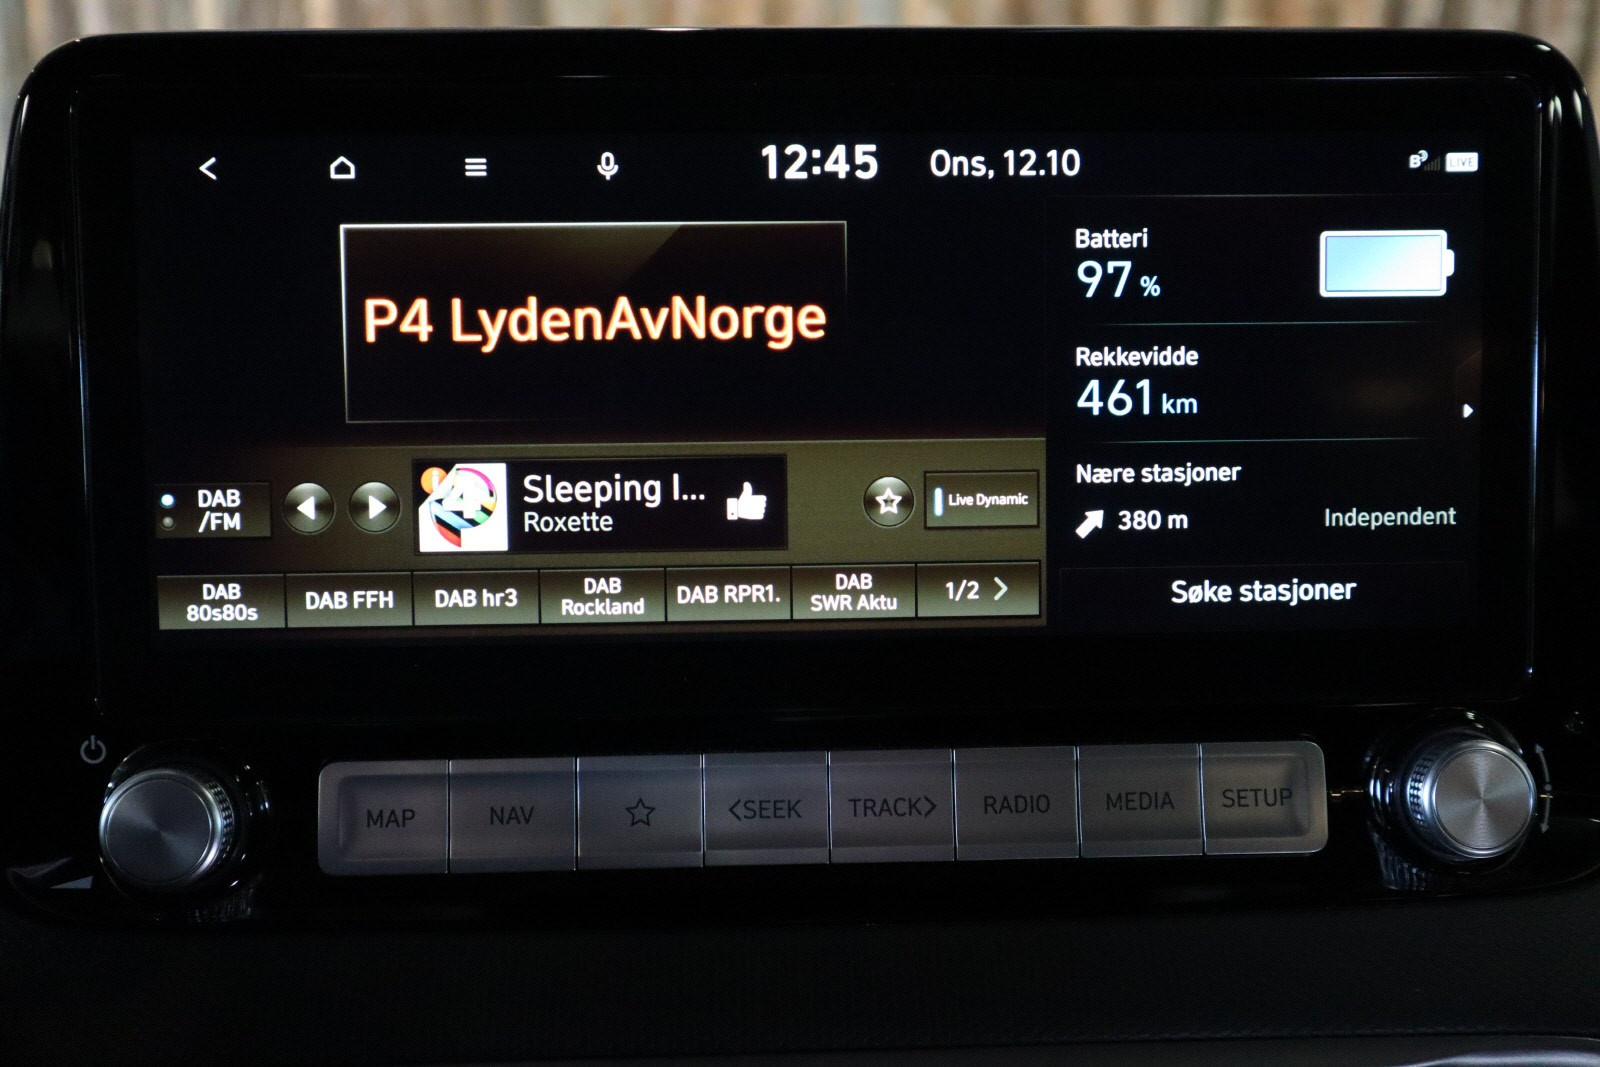 12:45 Ons, 12.10
B LIVE
P4 LydenAvNorge
Batteri
97 %
Rekkevidde
461 km
Nære stasjoner
380 m Independent
Søke stasjoner
DAB
/FM
4
Sleeping I...
Roxette
Live Dynamic
DAB
80s80s
DAB FFH
DAB hr3
DAB
Rockland
DAB RPR1.
DAB
SWR Aktu
1/2 >
MAP
NAV
<SEEK
TRACK>
RADIO
MEDIA
SETUP